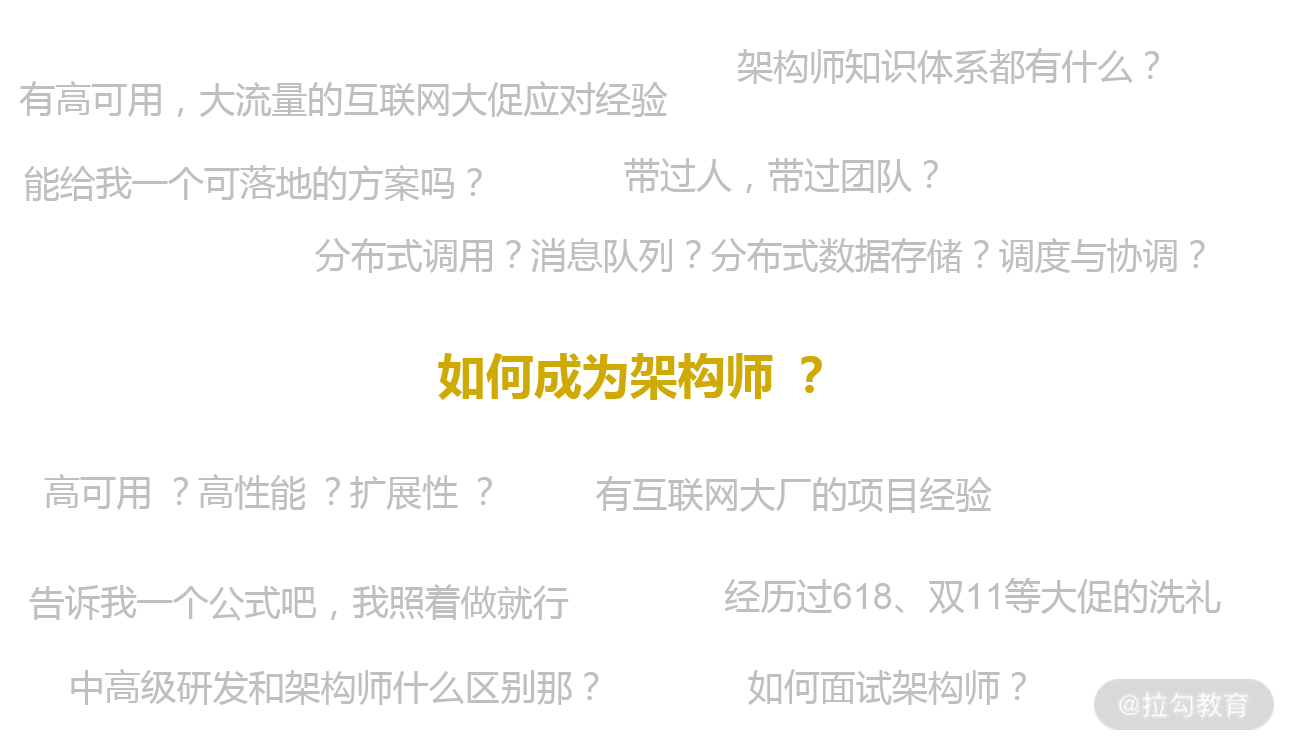 架构师知识体系都有什么？
有高可用，大流量的互联网大促应对经验
带过人，带过团队？
能给我一个可落地的方案吗？
分布式调用？消息队列？分布式数据存储？调度与协调？
如何成为架构师 ？
高可用 ？高性能 ？扩展性 ？
有互联网大厂的项目经验
经历过618、双11等大促的洗礼
告诉我一个公式吧，我照着做就行
中高级研发和架构师什么区别那？
如何面试架构师？
@拉勾教育